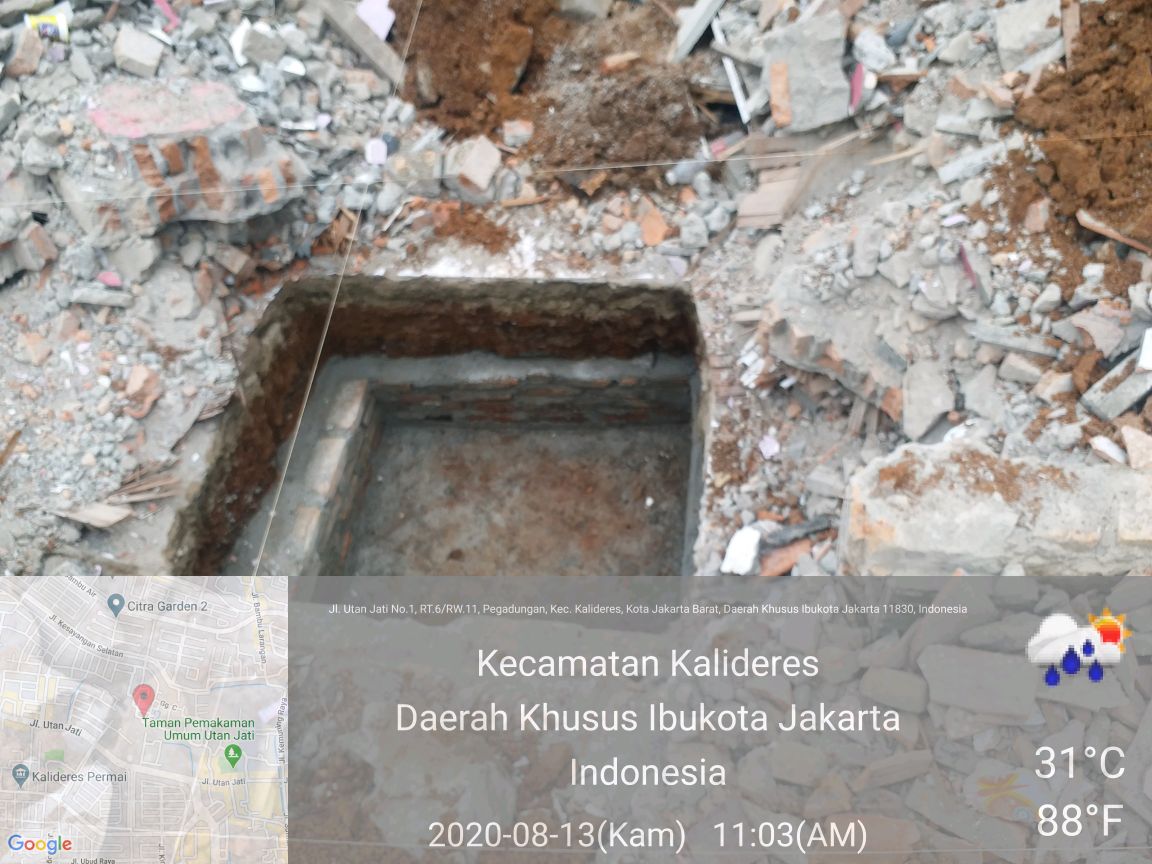 Jl. Utan Jati No.1, RT.6/RW.11, Pegadungan, Kec. Kalideres, Kota Jakarta Barat, Daerah Khusus Ibukota Jakarta 11830, Indonesia
Kecamatan Kalideres
Daerah Khusus Ibukota Jakarta
Indonesia
2020-08-13(Kam) 11:03(AM)
31°C
88°F
Bambu Air
Citra Garden 2
Jl. Kesayangan Selatan
Jl. Bambu Larangan
Og. C
Taman Pemakaman
Umum Utan Jati
Jl. Utan Jati
Jl. Kemuning Raya
Kalideres Permai
Jl. Utan Jati
Google
Jl. Ubud Raya